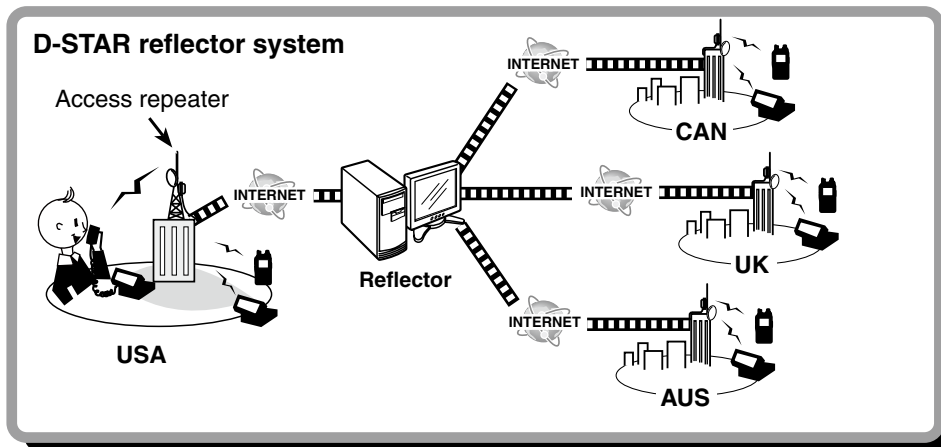 D-STAR reflector system
Access repeater
INTERNET
Reflector
USA
INTERNET
CAN
INTERNET
UK
INTERNET
AUS